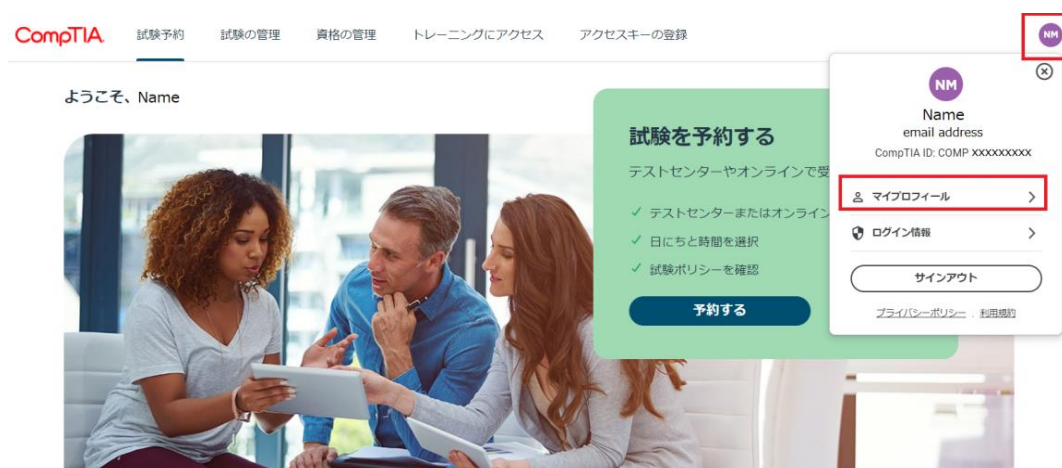 CompTIA. 試験予約 試験の管理 資格の管理 トレーニングにアクセス アクセスキーの登録 NM
ようこそ、Name
試験を予約する
テストセンターやオンラインで受
✓ テストセンターまたはオンライン
✓ 日にちと時間を選択
✓ 試験ポリシーを確認
予約する
NM
Name
email address
CompTIA ID: COMP XXXXXXXXX
マイプロフィール
ログイン情報
サインアウト
プライバシーポリシー . 利用規約